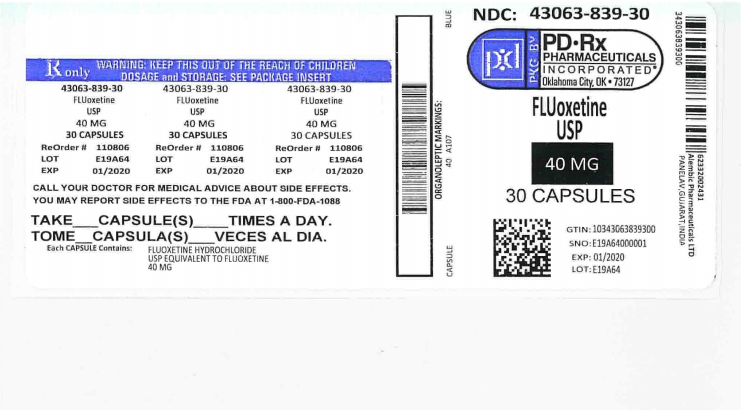 Rx only
WARNING: KEEP THIS OUT OF THE REACH OF CHILDREN
DOSAGE and STORAGE: SEE PACKAGE INSERT
43063-839-30 43063-839-30 43063-839-30
FLUoxetine FLUoxetine FLUoxetine
USP USP USP
40 MG 40 MG 40 MG
30 CAPSULES 30 CAPSULES 30 CAPSULES
ReOrder # 110806 ReOrder # 110806 ReOrder # 110806
LOT E19A64 LOT E19A64 LOT E19A64
EXP 01/2020 EXP 01/2020 EXP 01/2020
CALL YOUR DOCTOR FOR MEDICAL ADVICE ABOUT SIDE EFFECTS.
YOU MAY REPORT SIDE EFFECTS TO THE FDA AT 1-800-FDA-1088
TAKE___CAPSULE(S)____TIMES A DAY.
TOME__CAPSULA(S)___VECES AL DIA.
Each CAPSULE Contains: FLUOXETINE HYDROCHLORIDE
USP EQUIVALENT TO FLUOXETINE
40 MG
ORGANOLEPTIC MARKINGS:
40 A107
CAPSULE BLUE
NDC: 43063-839-30
pd PKG BY
PD·Rx
PHARMACEUTICALS
INCORPORATED®
Oklahoma City, OK • 73127
FLUoxetine
USP
40 MG
30 CAPSULES
GTIN: 10343063839300
SNO: E19A64000001
EXP: 01/2020
LOT: E19A64
343063839300
62332002431
Alembic Pharmaceuticals LTD
PANELAV,GUJARAT,INDIA